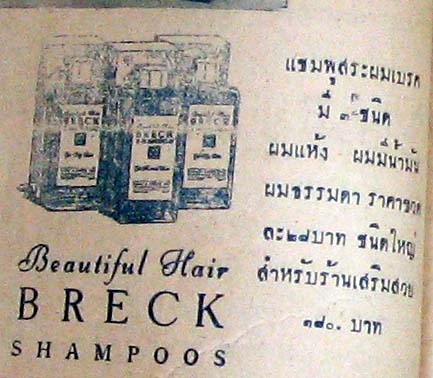 แชมพูสระผมเบรค
มี ๓ ชนิด
ผมแห้ง ผมมีน้ำมัน
ผมธรรมดา ราคาขวด
ละ๒๘บาท ชนิดใหญ่
สำหรับร้านเสริมสวย
๑๘๐. บาท
BRECK
Beautiful Hair
BRECK
SHAMPOOS